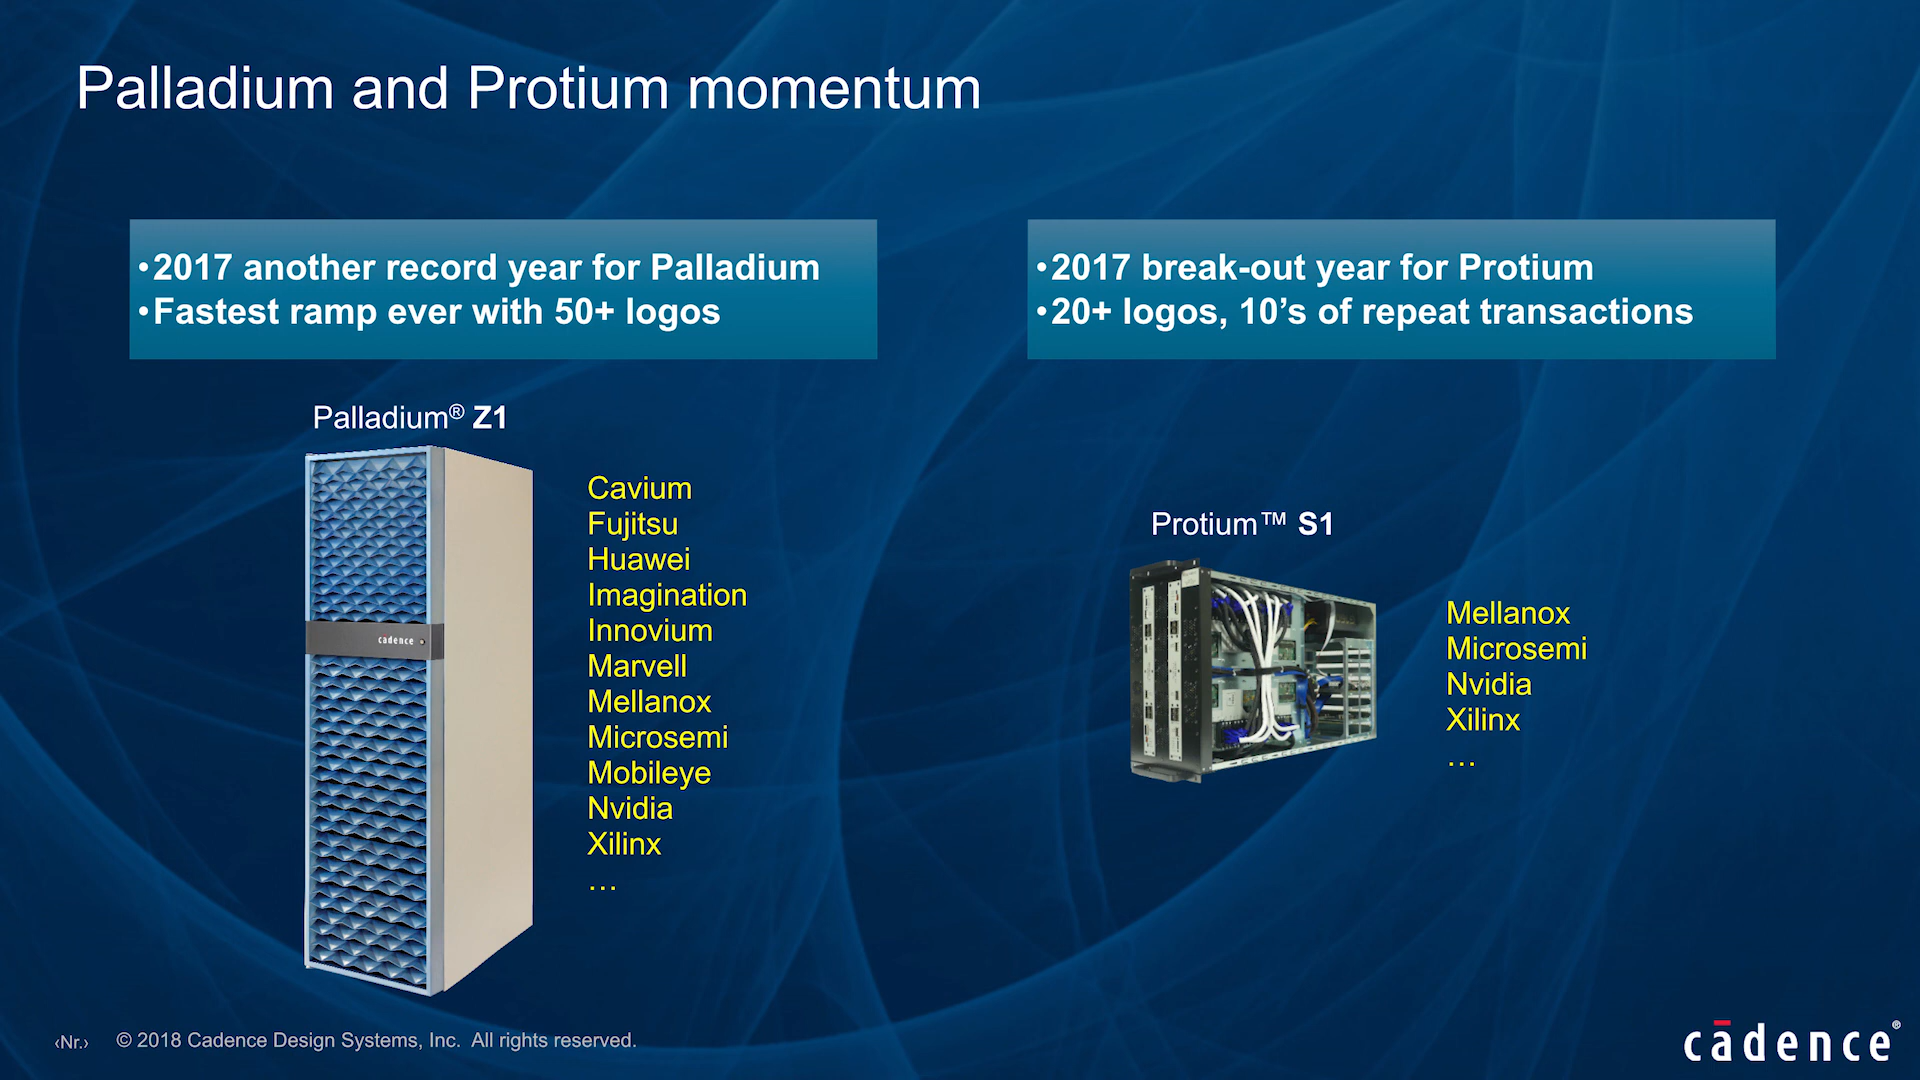 Palladium and Protium momentum
•2017 another record year for Palladium
•Fastest ramp ever with 50+ logos
•2017 break-out year for Protium
•20+ logos, 10’s of repeat transactions
Palladium® Z1
cadence
Cavium
Fujitsu
Huawei
Imagination
Innovium
Marvell
Mellanox
Microsemi
Mobileye
Nvidia
Xilinx
…
Protium™ S1
Mellanox
Microsemi
Nvidia
Xilinx
…
‹Nr.› © 2018 Cadence Design Systems, Inc. All rights reserved.
cādence®